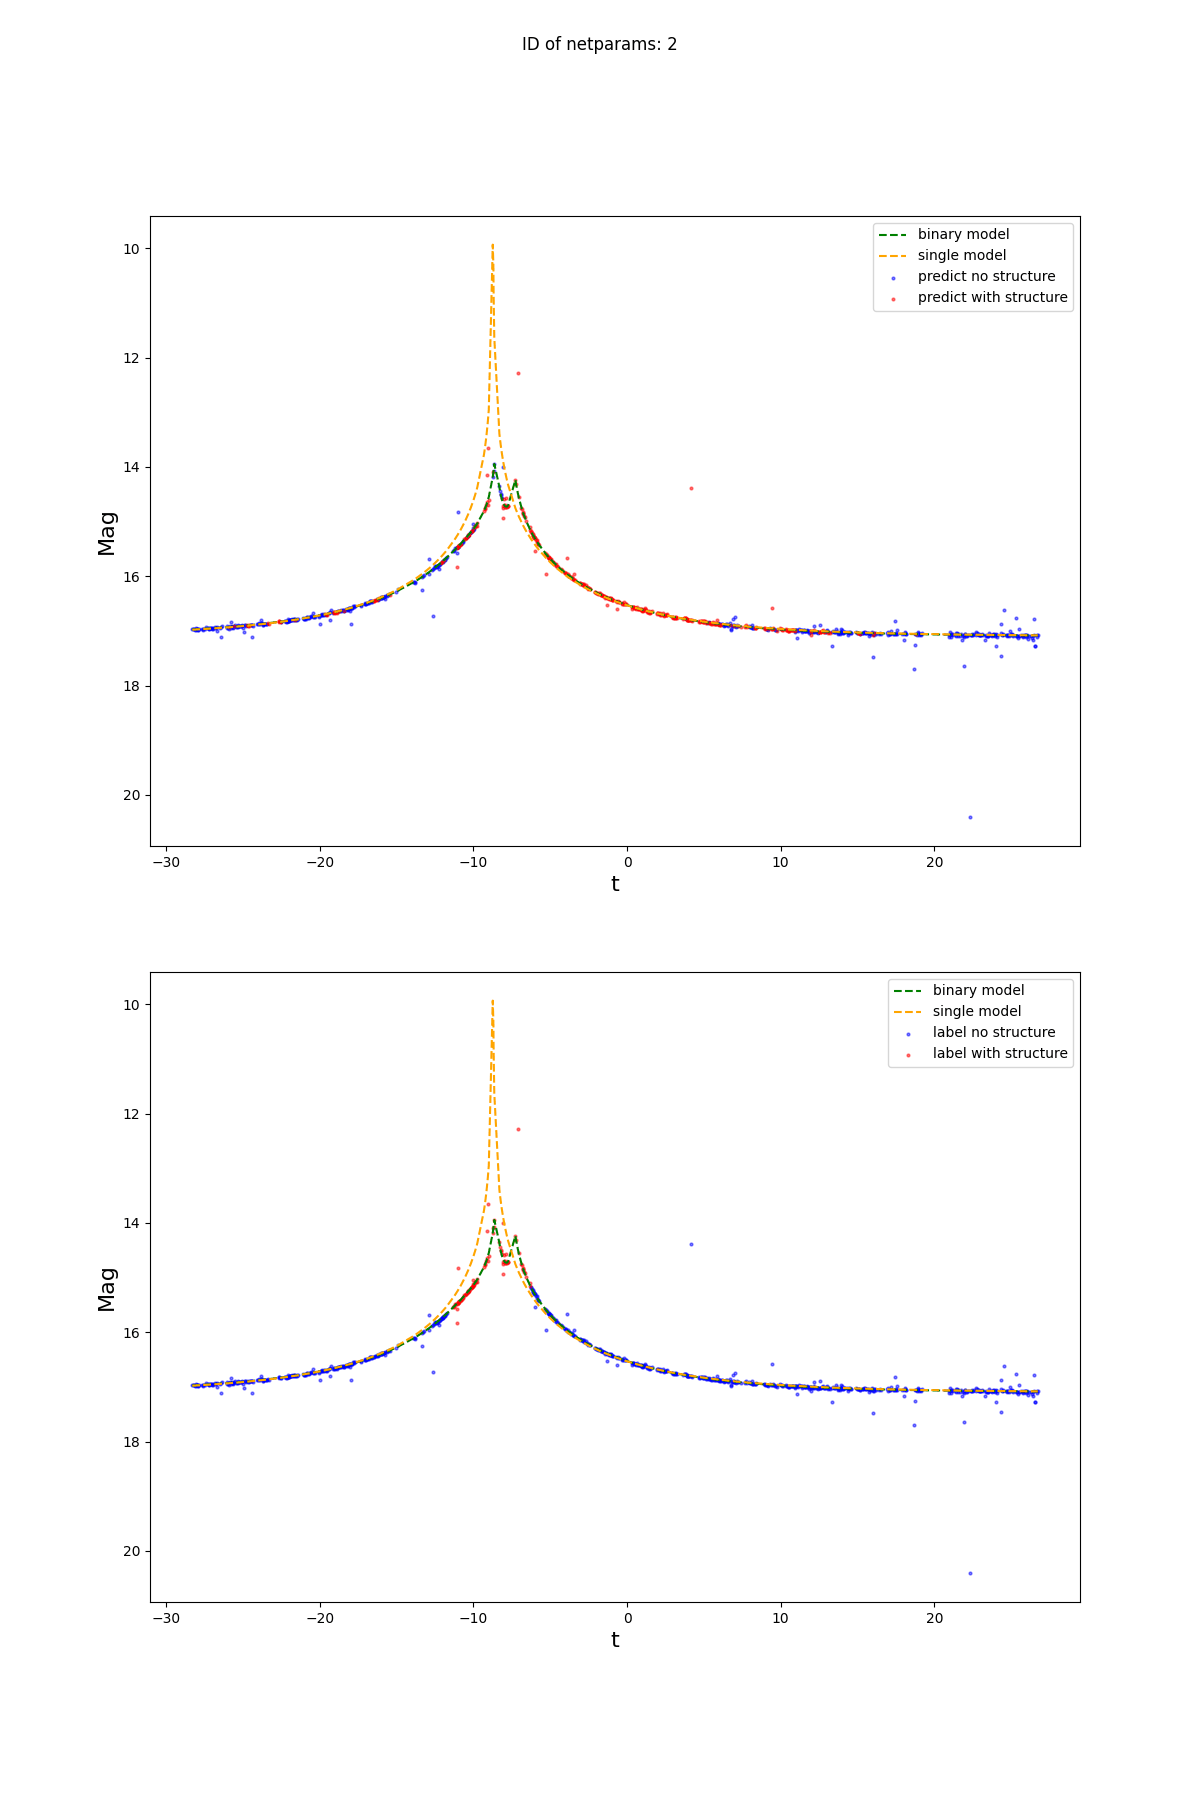 ID of netparams: 2
10
12
14
16
18
20
Mag
binary model
single model
predict no structure
predict with structure
−30
−20
−10
0
10
20
t
10
12
14
16
18
20
Mag
binary model
single model
label no structure
label with structure
−30
−20
−10
0
10
20
t